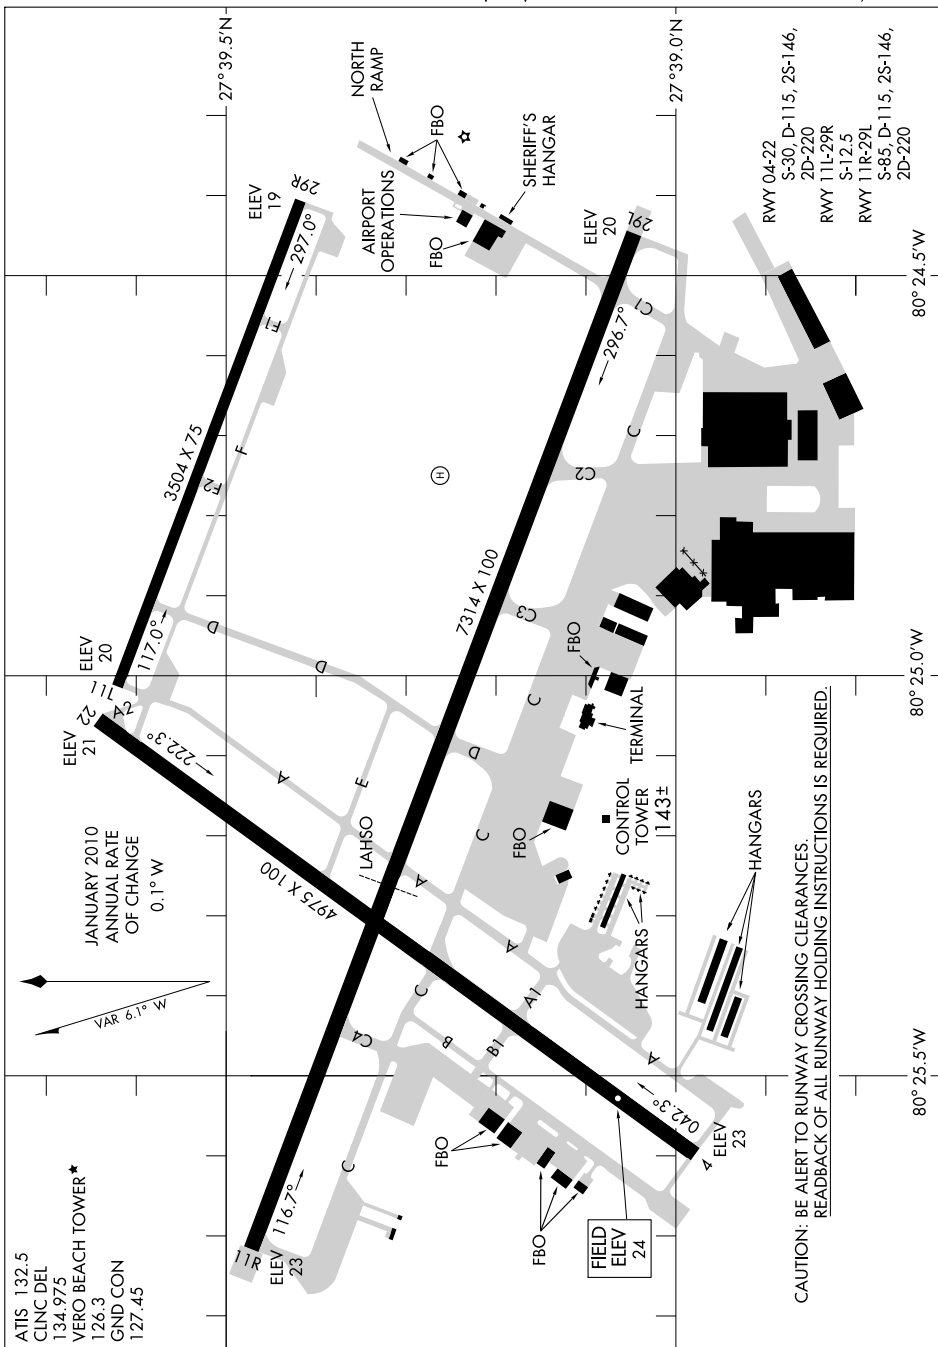 ATIS 132.5
CLNC DEL
134.975
VERO BEACH TOWER★
126.3
GND CON
127.45
JANUARY 2010
ANNUAL RATE
OF CHANGE
0.1° W
VAR 6.1° W
27°39.5'N
27°39.0'N
80°25.5'W
80°25.0'W
80°24.5'W
ELEV
21
22
A2
222.3°
ELEV
20
11L
117.0°
3504 X 75
F2
F
F1
297.0°
29R
ELEV
19
NORTH
RAMP
FBO
AIRPORT
OPERATIONS
FBO
SHERIFF'S
HANGAR
ELEV
20
29L
296.7°
C1
C
C2
H
7314 X 100
C3
C
D
D
D
A
E
LAHSO
A
4975 X 100
C
C
C4
B
B1
A1
A
A
11R
ELEV
23
116.7°
C
FBO
FBO
FIELD
ELEV
24
042.3°
4
ELEV
23
FBO
TERMINAL
FBO
CONTROL
TOWER
143±
HANGARS
HANGARS
RWY 04-22
S-30, D-115, 2S-146,
2D-220
RWY 11L-29R
S-12.5
RWY 11R-29L
S-85, D-115, 2S-146,
2D-220
CAUTION: BE ALERT TO RUNWAY CROSSING CLEARANCES.
READBACK OF ALL RUNWAY HOLDING INSTRUCTIONS IS REQUIRED.